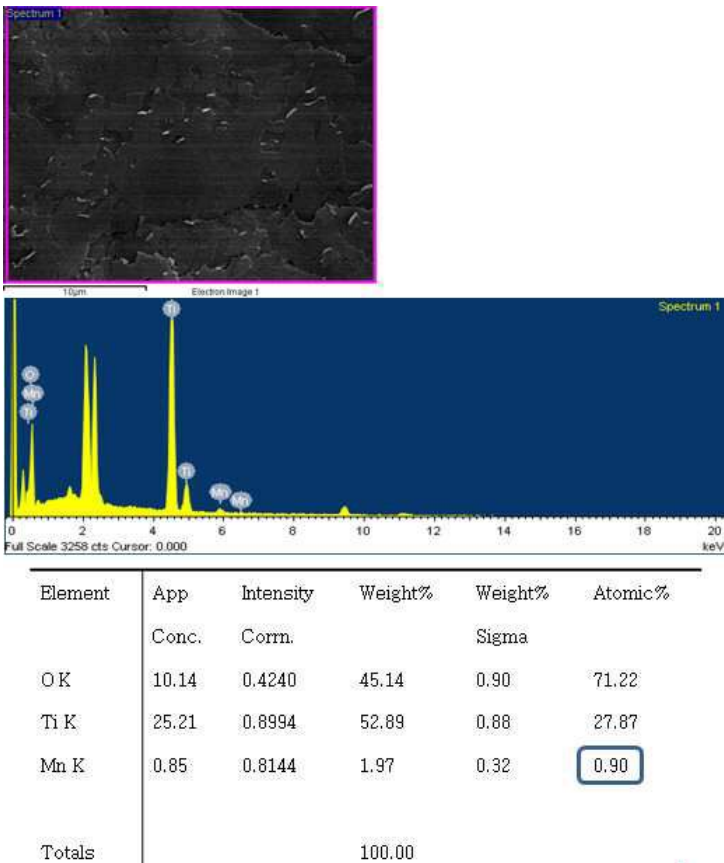 Spectrum 1
10µm Electron Image 1
Spectrum 1
Ti
O
Mn
Ti
Ti
Mn
Mn
0 2 4 6 8 10 12 14 16 18 20
Full Scale 3258 cts Cursor: 0.000 keV
Element App Intensity Weight% Weight% Atomic%
Conc. Corrn. Sigma
O K 10.14 0.4240 45.14 0.90 71.22
Ti K 25.21 0.8994 52.89 0.88 27.87
Mn K 0.85 0.8144 1.97 0.32 0.90
Totals 100.00